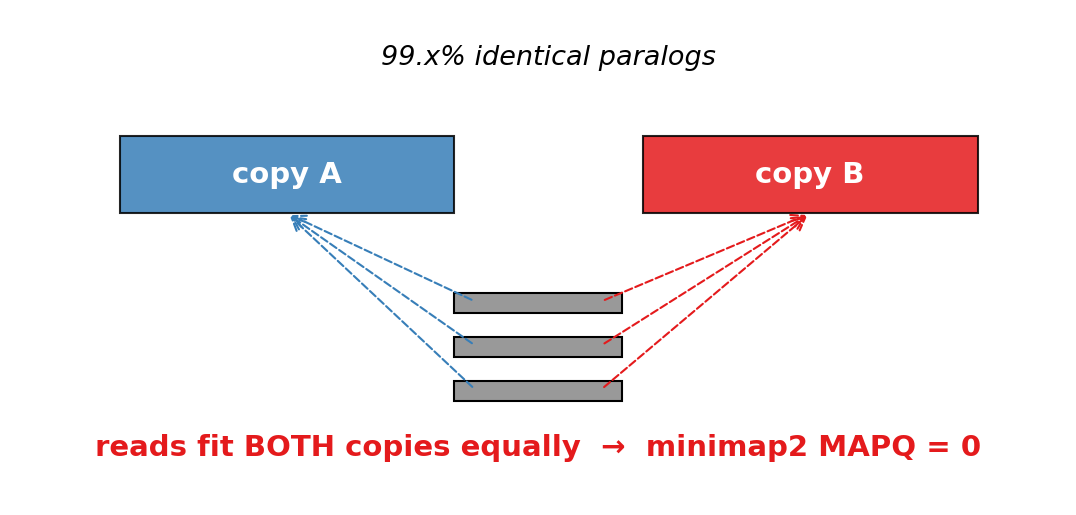 99.x% identical paralogs
copy A
copy B
reads fit BOTH copies equally → minimap2 MAPQ = 0